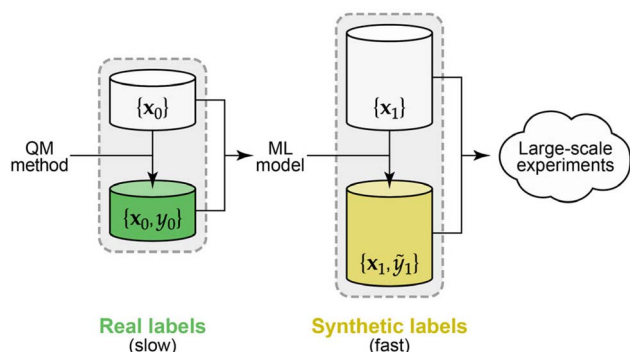 {x₀}
QM
method
{x₀, y₀}
Real labels
(slow)
ML
model
{x₁}
{x₁, ỹ₁}
Synthetic labels
(fast)
Large-scale
experiments